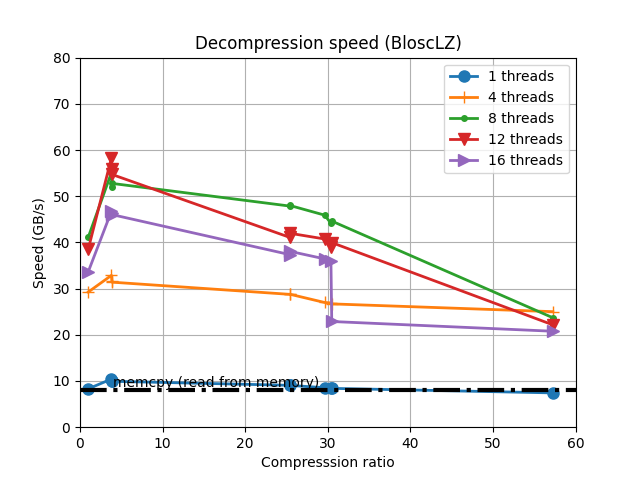 Decompression speed (BloscLZ)
80
70
60
50
40
30
20
10
0
Speed (GB/s)
1 threads
4 threads
8 threads
12 threads
16 threads
memcpy (read from memory)
0 10 20 30 40 50 60
Compresssion ratio